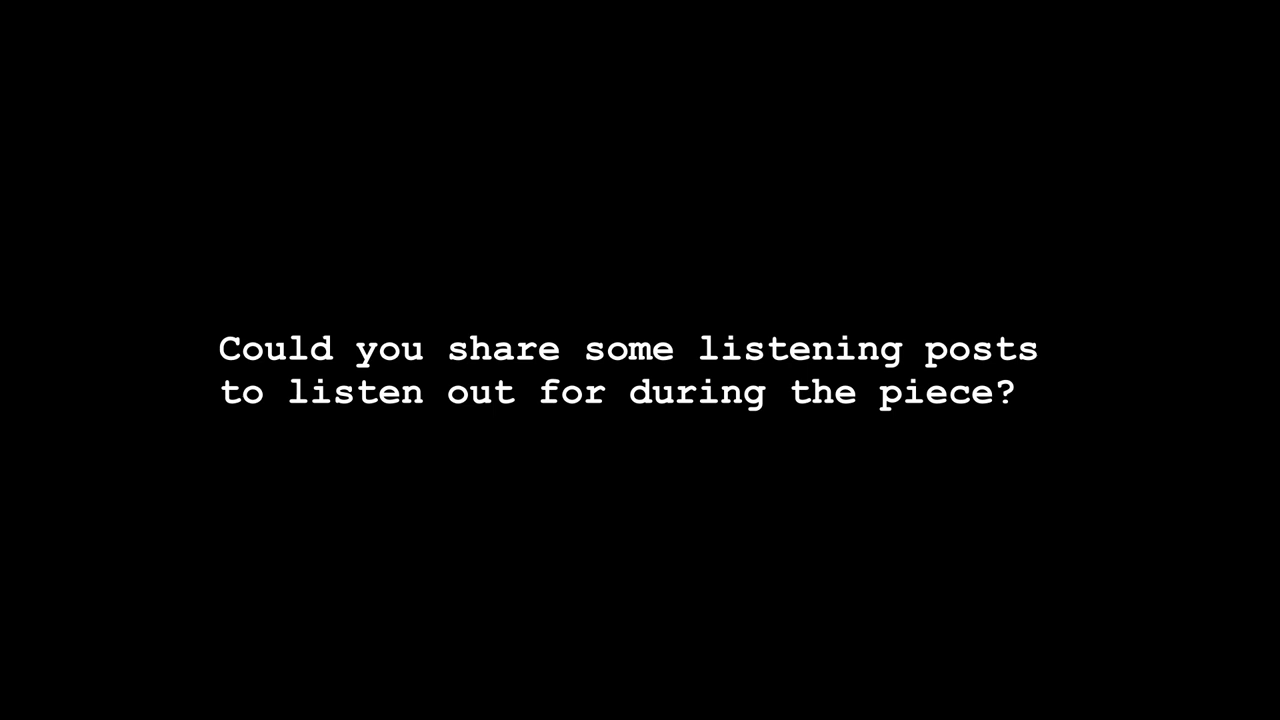 Could you share some listening posts
to listen out for during the piece?